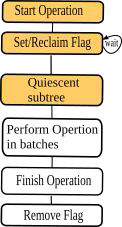 Start Operation
Set/Reclaim Flag
wait
Quiescent
subtree
Perform Opertion
in batches
Finish Operation
Remove Flag